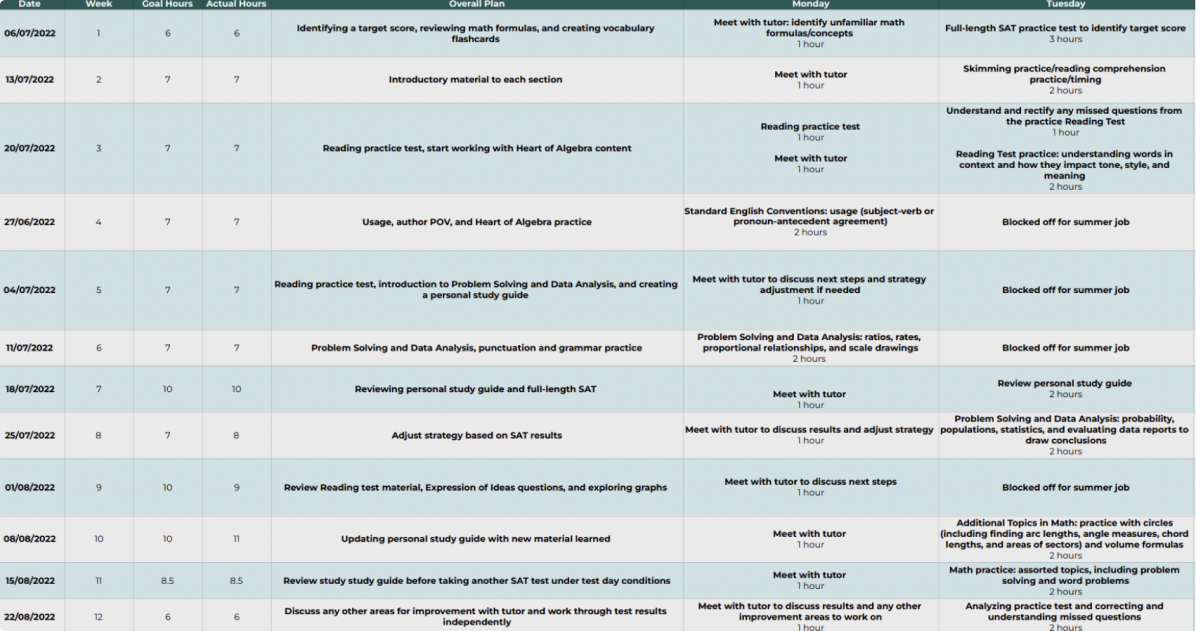 Date Week Goal Hours Actual Hours Overall Plan Monday Tuesday
06/07/2022 1 6 6 Identifying a target score, reviewing math formulas, and creating vocabulary
flashcards
Meet with tutor: identify unfamiliar math
formulas/concepts
1 hour
Full-length SAT practice test to identify target score
3 hours
13/07/2022 2 7 7 Introductory material to each section
Meet with tutor
1 hour
Skimming practice/reading comprehension
practice/timing
2 hours
20/07/2022 3 7 7 Reading practice test, start working with Heart of Algebra content
Reading practice test
1 hour
Meet with tutor
1 hour
Understand and rectify any missed questions from
the practice Reading Test
1 hour
Reading Test practice: understanding words in
context and how they impact tone, style, and
meaning
2 hours
27/06/2022 4 7 7 Usage, author POV, and Heart of Algebra practice
Standard English Conventions: usage (subject-verb or
pronoun-antecedent agreement)
2 hours
Blocked off for summer job
04/07/2022 5 7 7 Reading practice test, introduction to Problem Solving and Data Analysis, and creating
a personal study guide
Meet with tutor to discuss next steps and strategy
adjustment if needed
1 hour
Blocked off for summer job
11/07/2022 6 7 7 Problem Solving and Data Analysis, punctuation and grammar practice
Problem Solving and Data Analysis: ratios, rates,
proportional relationships, and scale drawings
2 hours
Blocked off for summer job
18/07/2022 7 10 10 Reviewing personal study guide and full-length SAT
Meet with tutor
1 hour
Review personal study guide
2 hours
25/07/2022 8 7 8 Adjust strategy based on SAT results
Meet with tutor to discuss results and adjust strategy
1 hour
Problem Solving and Data Analysis: probability,
populations, statistics, and evaluating data reports to
draw conclusions
2 hours
01/08/2022 9 10 9 Review Reading test material, Expression of Ideas questions, and exploring graphs
Meet with tutor to discuss next steps
1 hour
Blocked off for summer job
08/08/2022 10 10 11 Updating personal study guide with new material learned
Meet with tutor
1 hour
Additional Topics in Math: practice with circles
(including finding arc lengths, angle measures, chord
lengths, and areas of sectors) and volume formulas
2 hours
15/08/2022 11 8.5 8.5 Review study study guide before taking another SAT test under test day conditions
Meet with tutor
1 hour
Math practice: assorted topics, including problem
solving and word problems
2 hours
22/08/2022 12 6 6 Discuss any other areas for improvement with tutor and work through test results
independently
Meet with tutor to discuss results and any other
improvement areas to work on
1 hour
Analyzing practice test and correcting and
understanding missed questions
2 hours